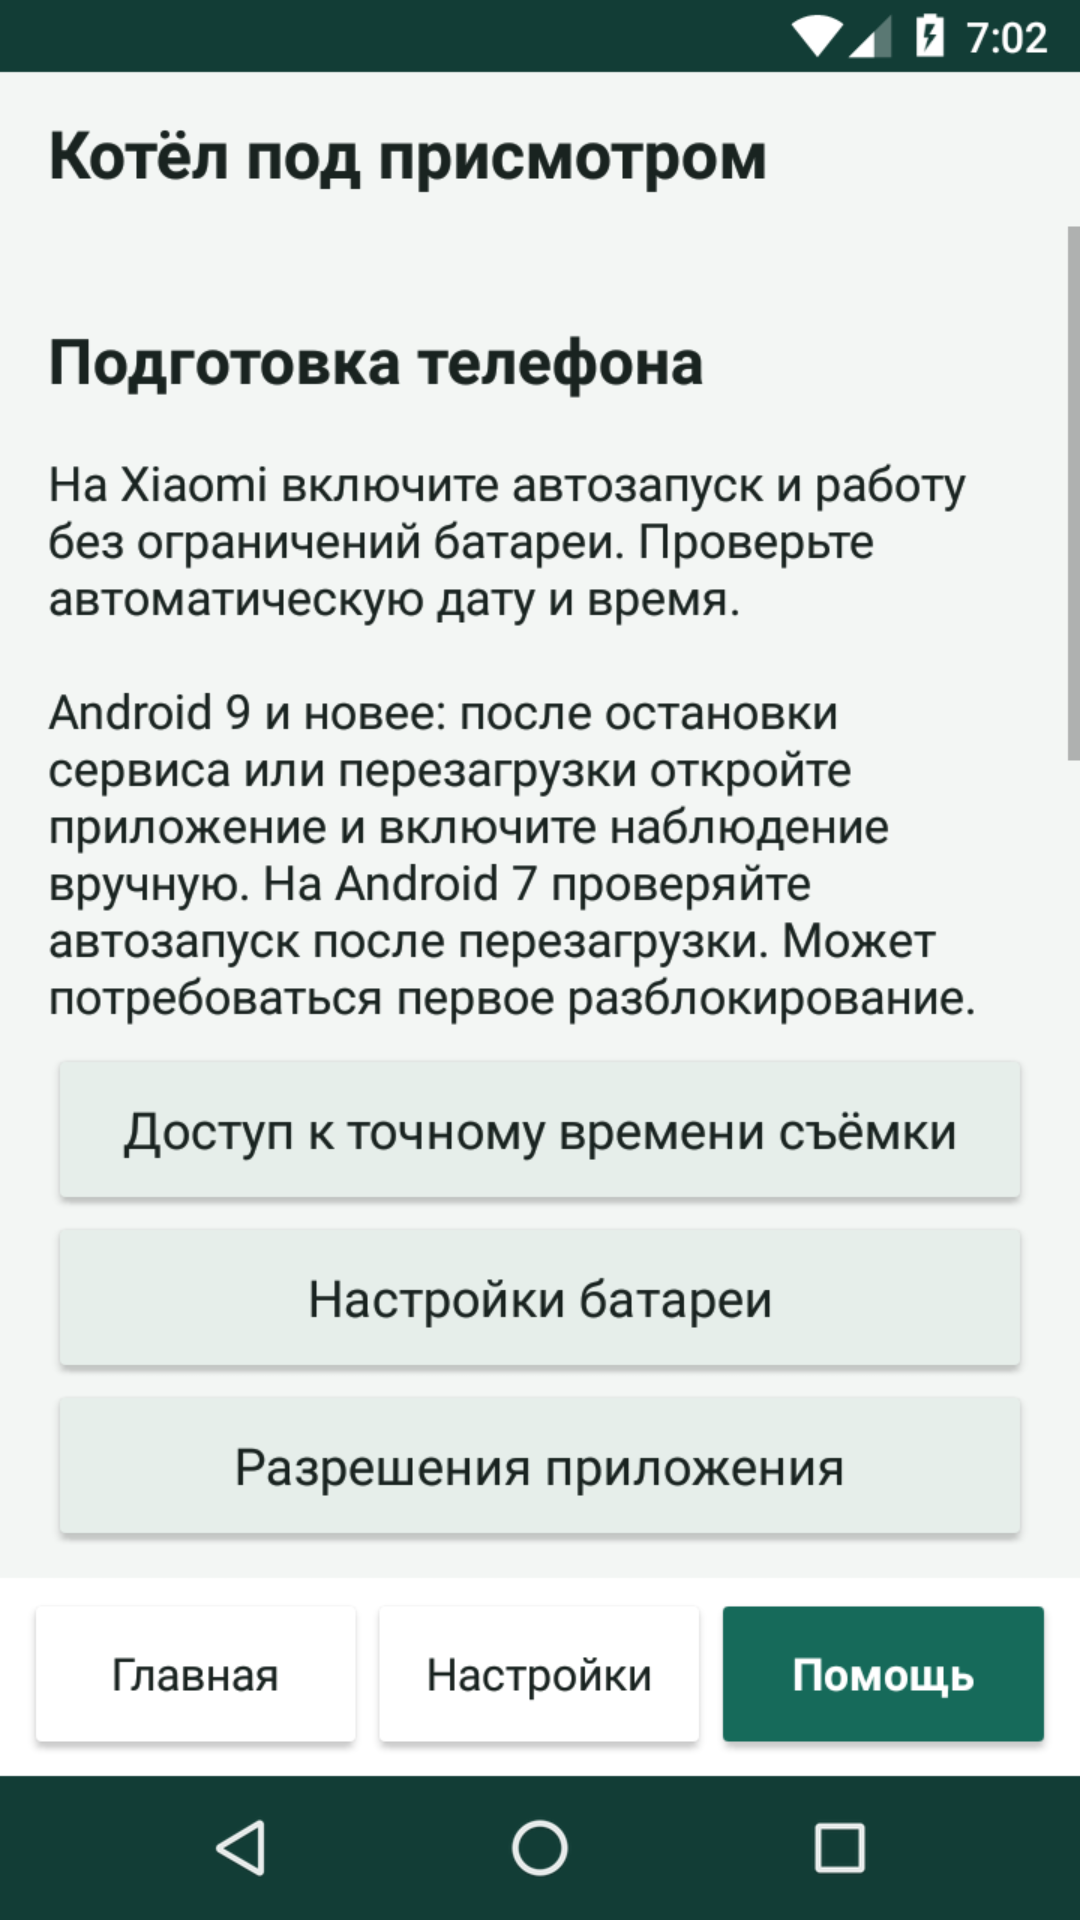 7:02
Котёл под присмотром
Подготовка телефона
На Xiaomi включите автозапуск и работу
без ограничений батареи. Проверьте
автоматическую дату и время.
Android 9 и новее: после остановки
сервиса или перезагрузки откройте
приложение и включите наблюдение
вручную. На Android 7 проверяйте
автозапуск после перезагрузки. Может
потребоваться первое разблокирование.
Доступ к точному времени съёмки
Настройки батареи
Разрешения приложения
Главная
Настройки
Помощь